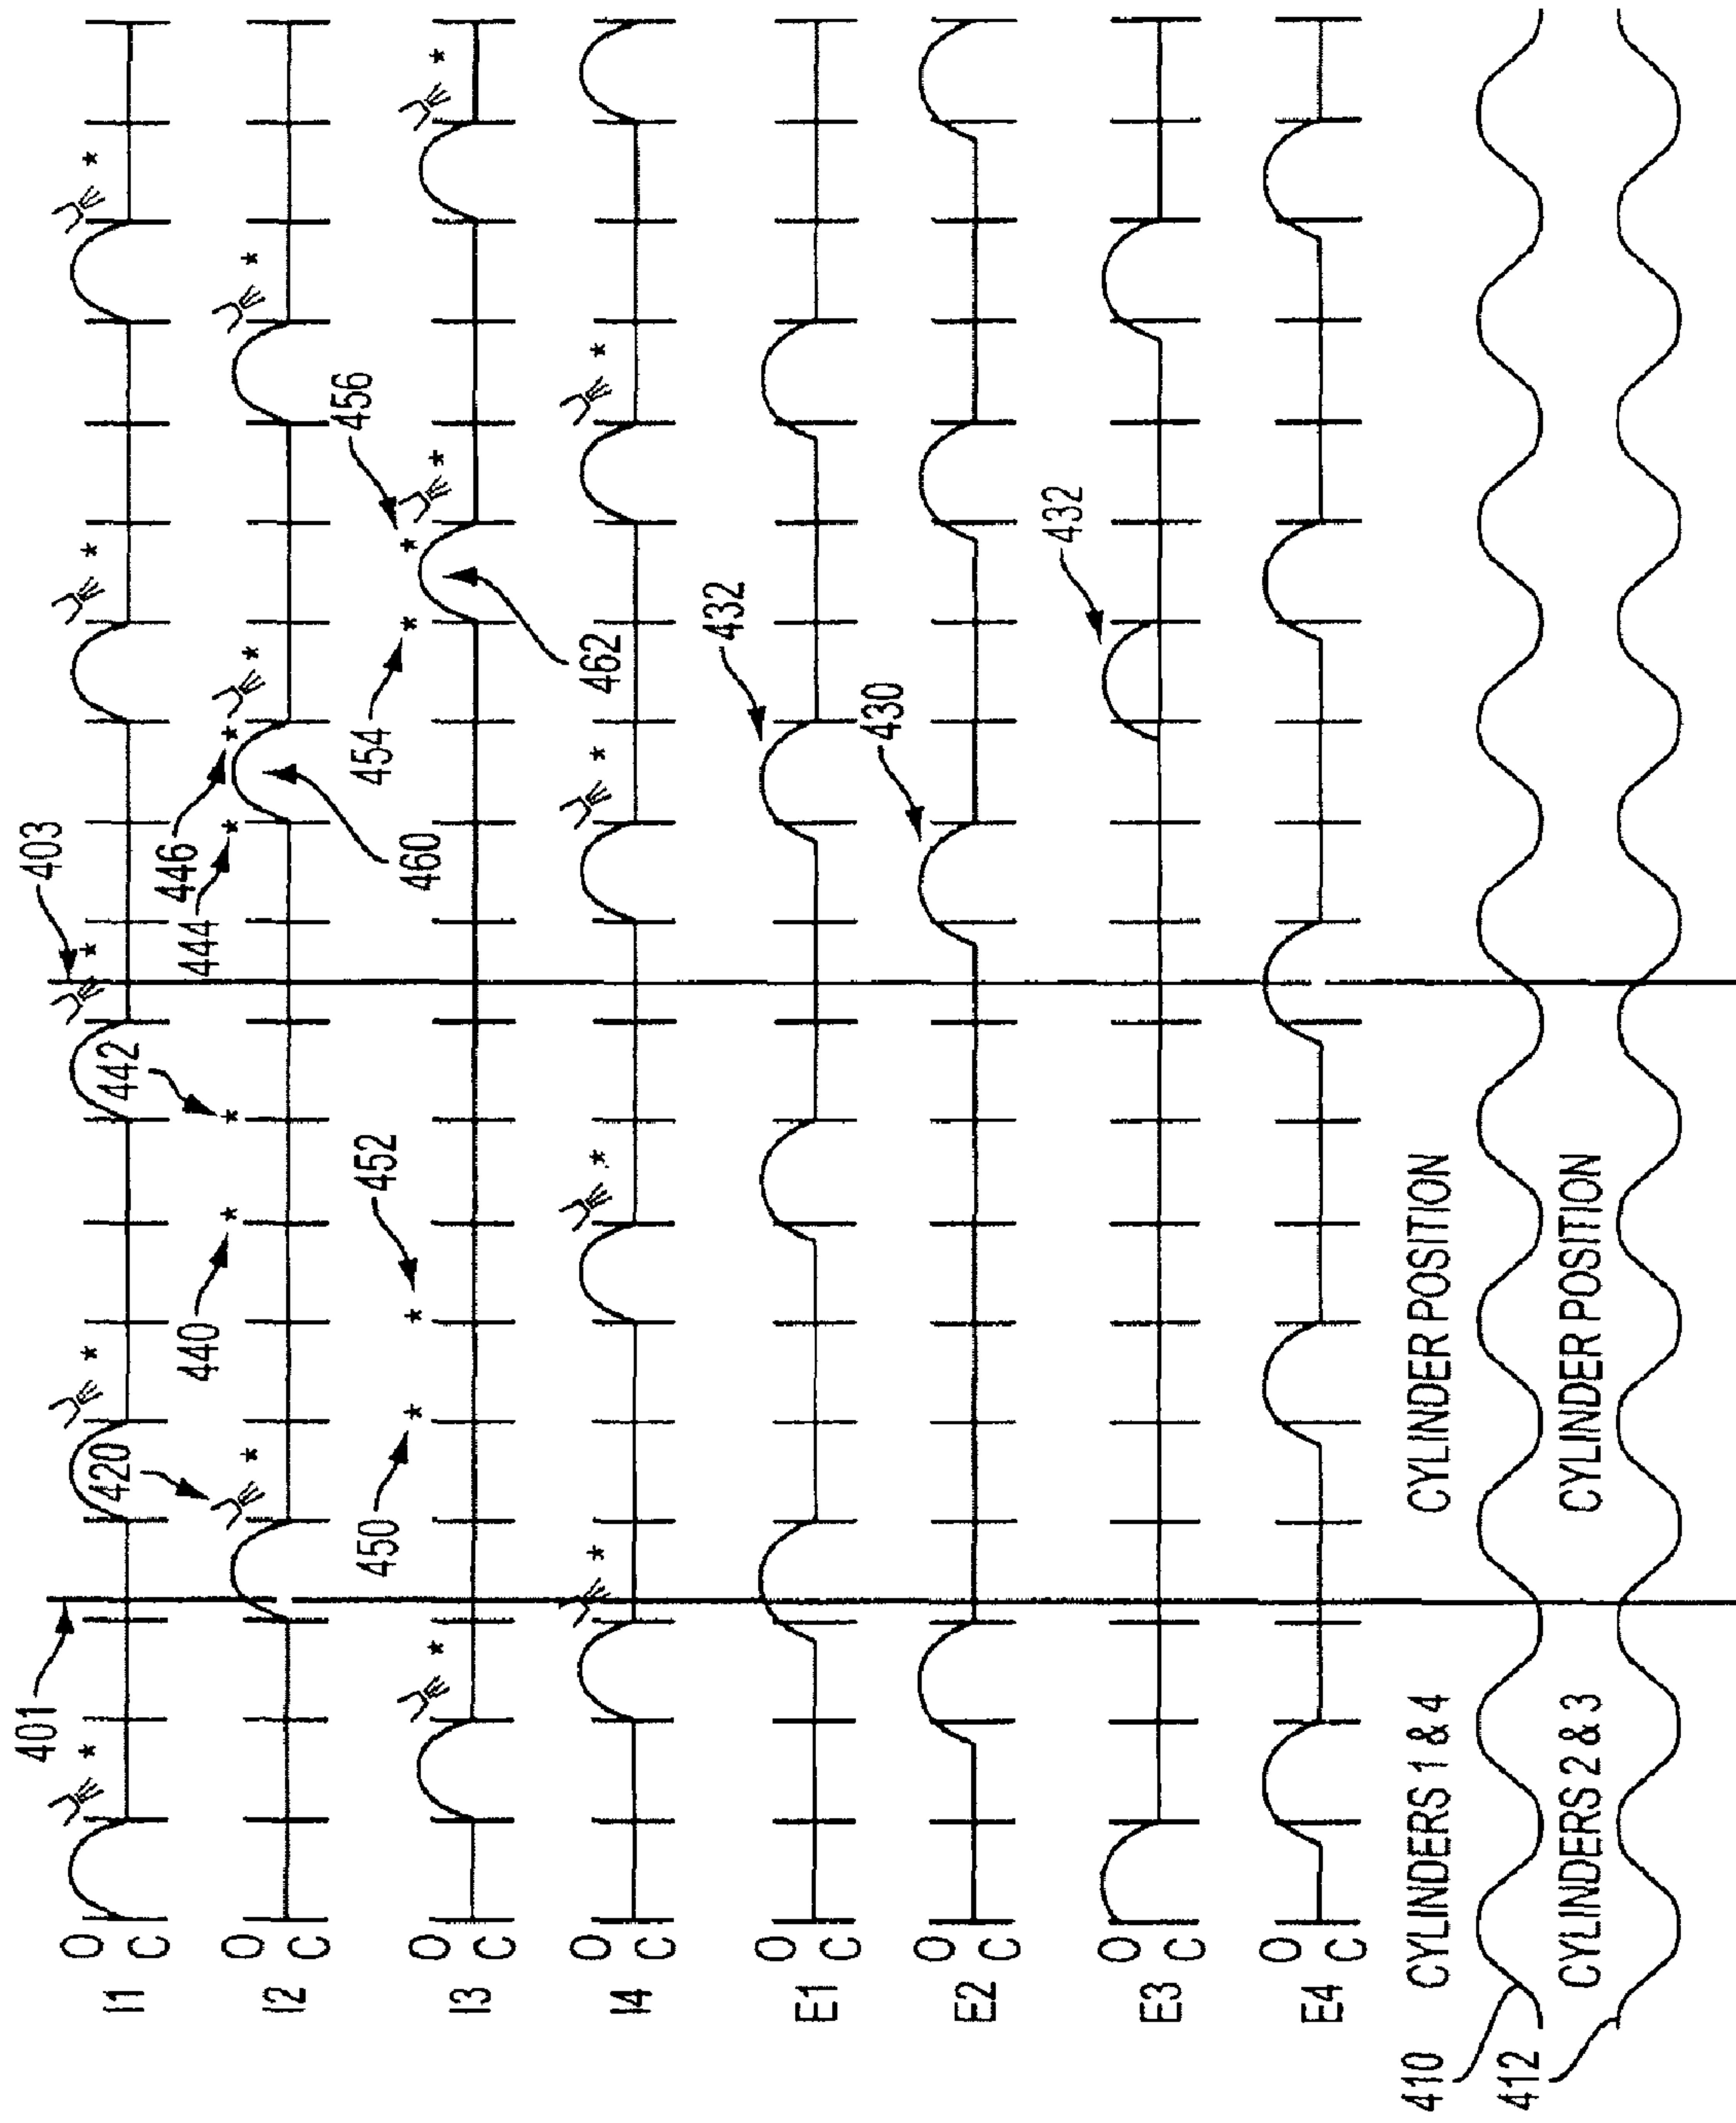 401
403
I1
O
C
* * * * * *
442
I2
O
C
420
* * * * * *
440
444
446
460
I3
O
C
* * * * * * *
450
452
454
456
462
I4
O
C
* * * *
E1
O
C
432
E2
O
C
430
E3
O
C
432
E4
O
C
410
CYLINDERS 1 & 4 CYLINDER POSITION
412
CYLINDERS 2 & 3 CYLINDER POSITION